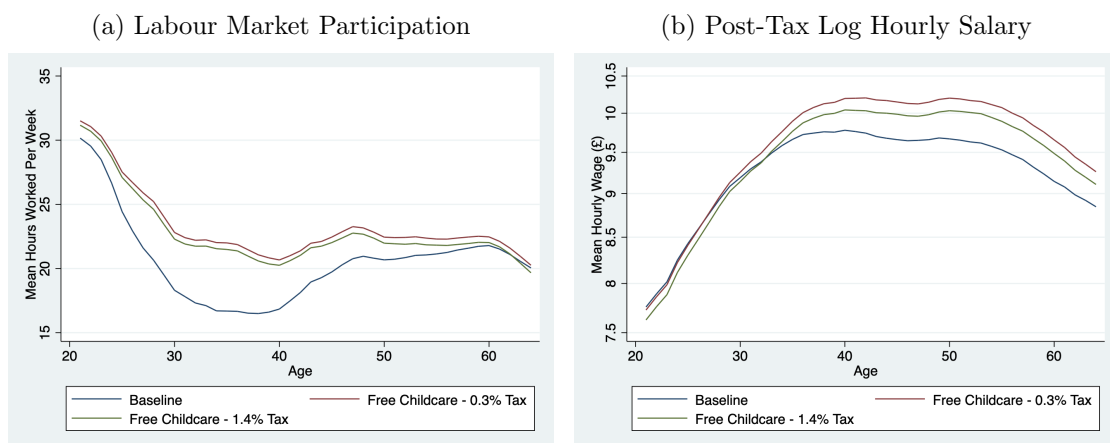 (a) Labour Market Participation
Mean Hours Worked Per Week
35
30
25
20
15
20 30 40 50 60
Age
Baseline Free Childcare - 0.3% Tax
Free Childcare - 1.4% Tax
(b) Post-Tax Log Hourly Salary
Mean Hourly Wage (£)
10.5
10
9.5
9
8.5
8
7.5
20 30 40 50 60
Age
Baseline Free Childcare - 0.3% Tax
Free Childcare - 1.4% Tax